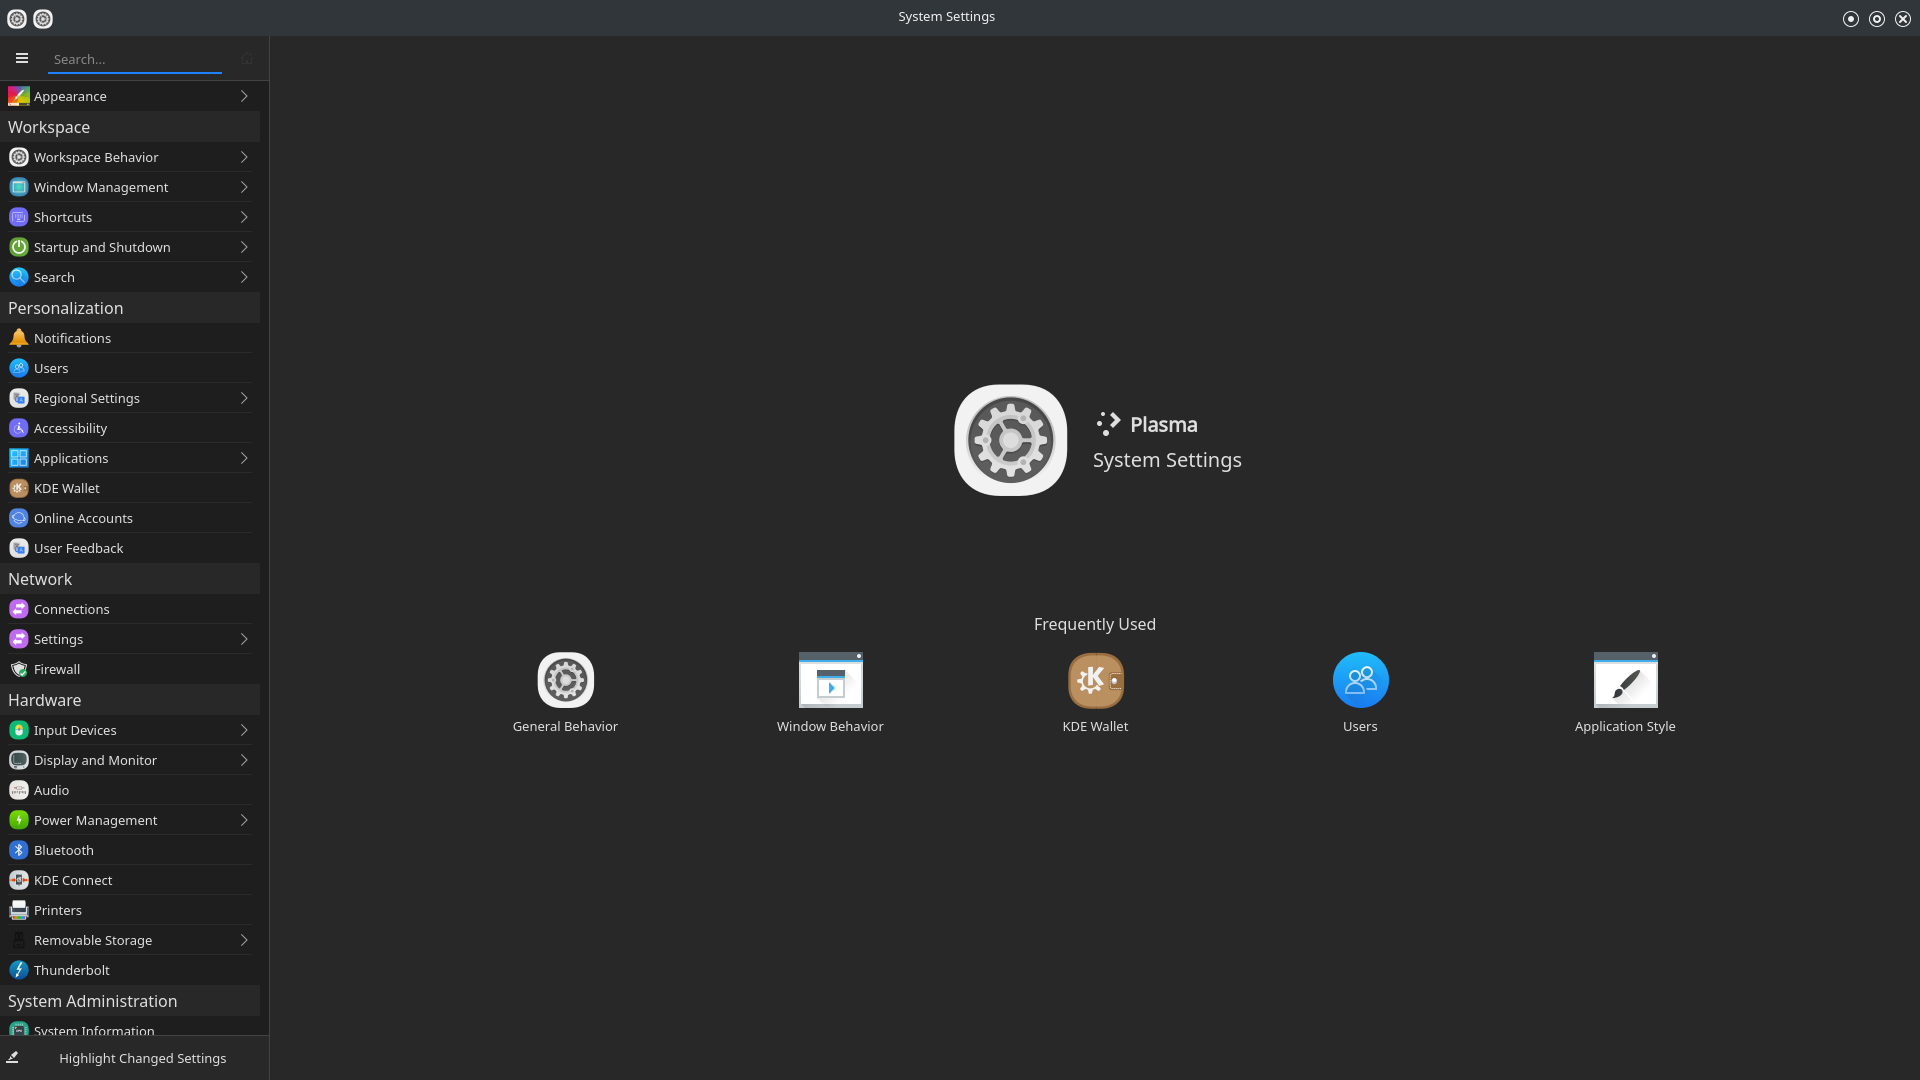 System Settings
Search...
Appearance
Workspace
Workspace Behavior
Window Management
Shortcuts
Startup and Shutdown
Search
Personalization
Notifications
Users
Regional Settings
Accessibility
Applications
KDE Wallet
Online Accounts
User Feedback
Network
Connections
Settings
Firewall
Hardware
Input Devices
Display and Monitor
Audio
Power Management
Bluetooth
KDE Connect
Printers
Removable Storage
Thunderbolt
System Administration
System Information
Highlight Changed Settings
Plasma
System Settings
Frequently Used
General Behavior
Window Behavior
KDE Wallet
Users
Application Style